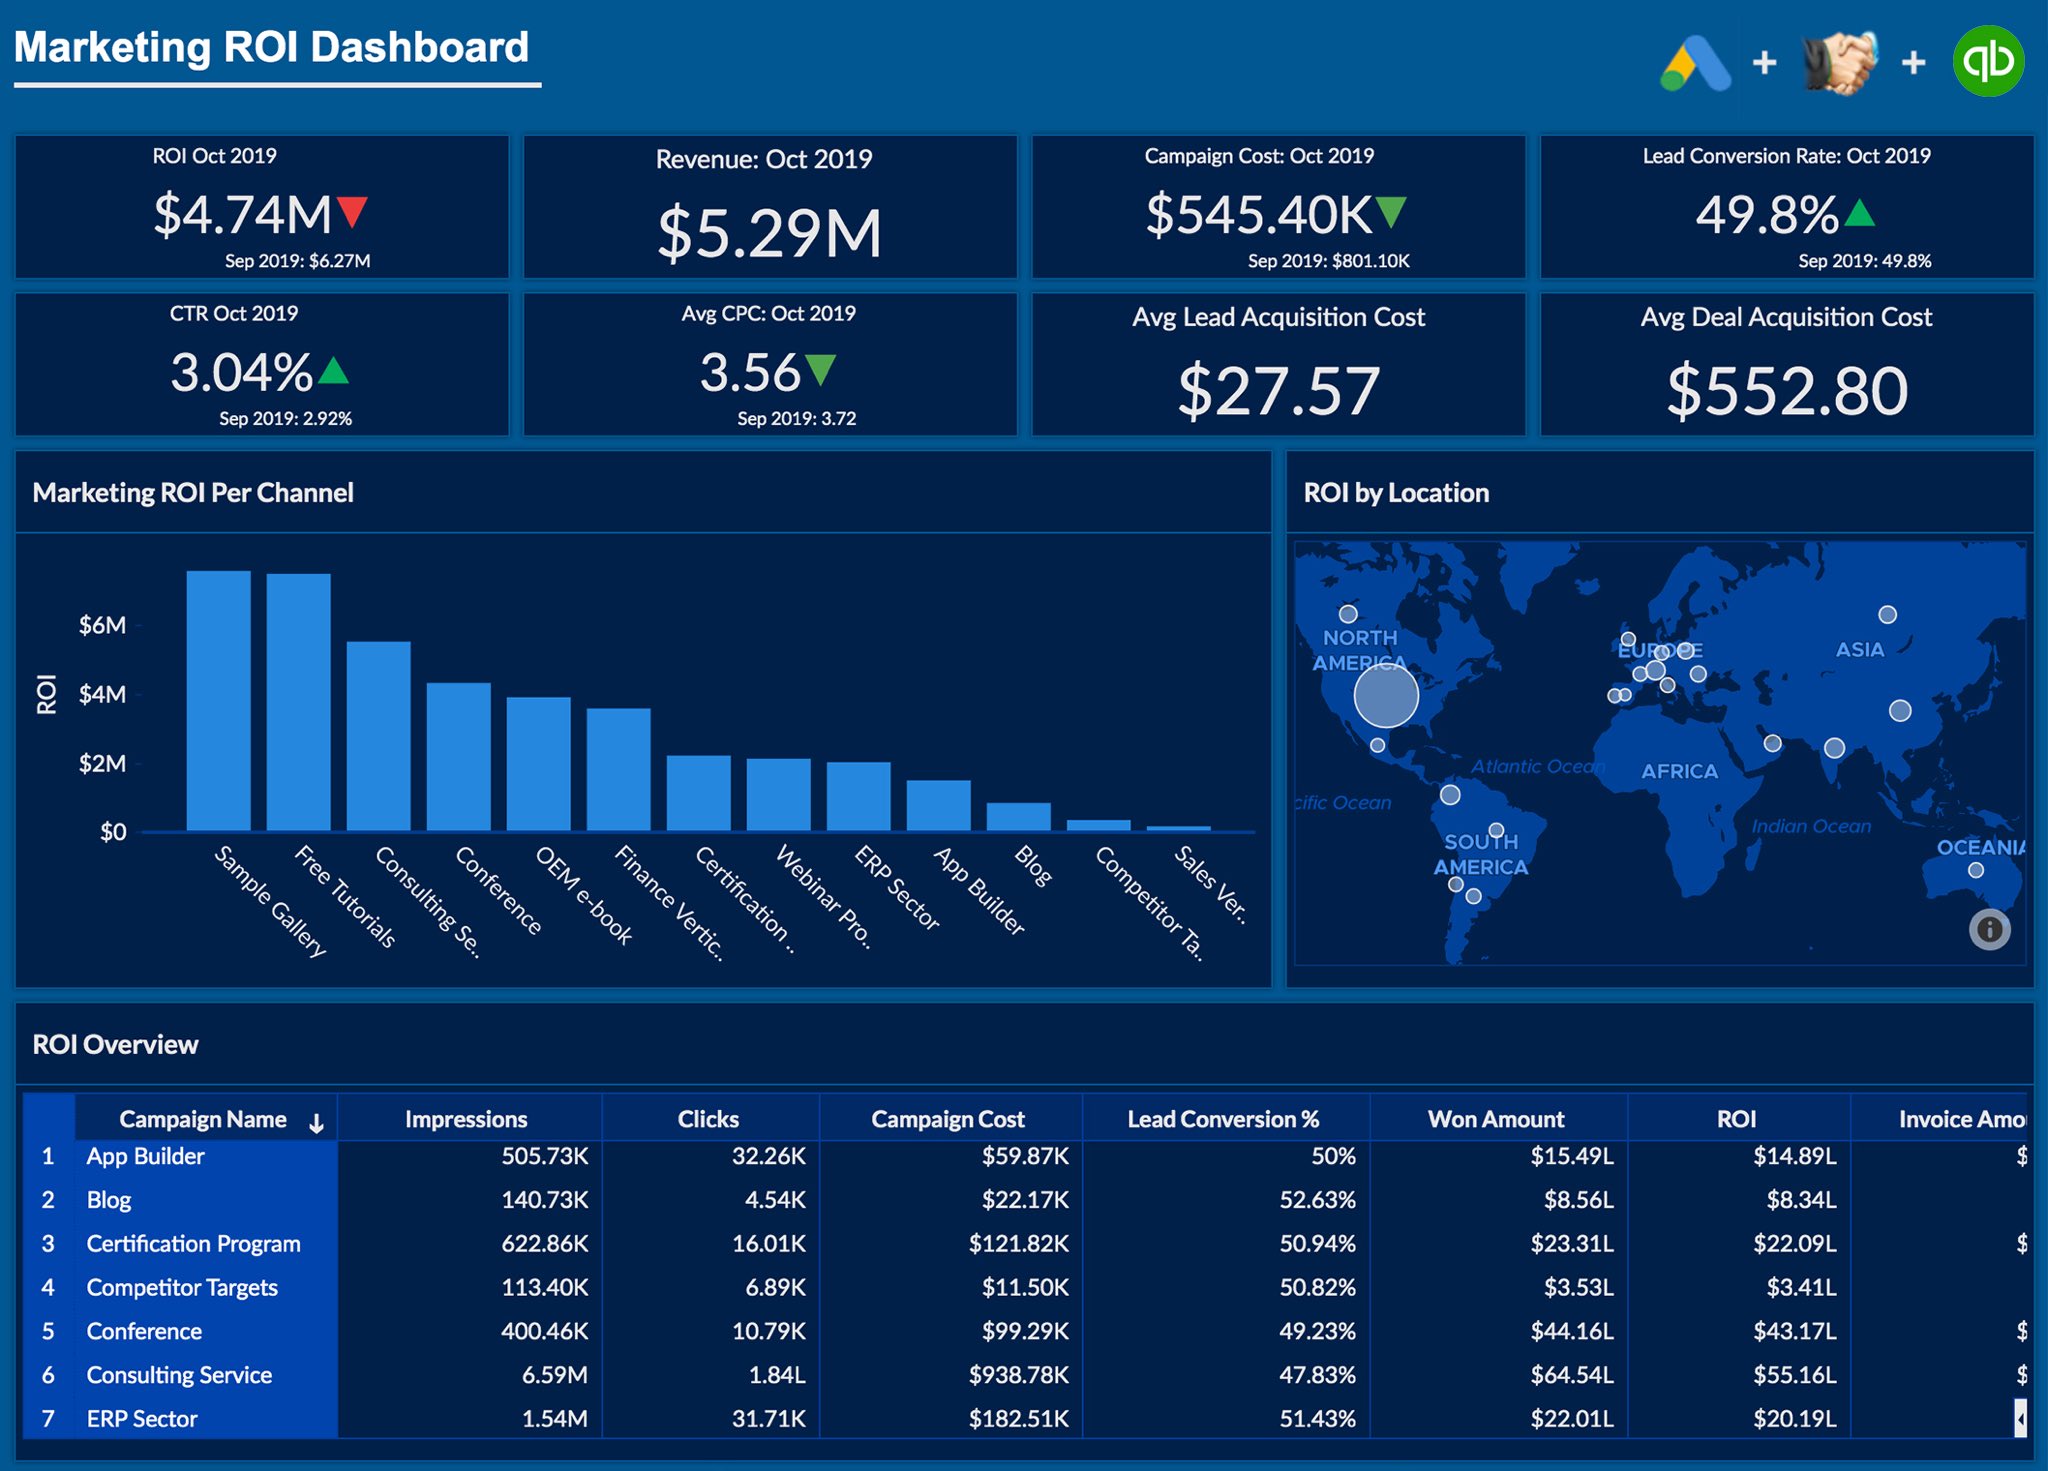 Marketing ROI Dashboard
+ + qb
ROI Oct 2019
$4.74M
Sep 2019: $6.27M
Revenue: Oct 2019
$5.29M
Campaign Cost: Oct 2019
$545.40K
Sep 2019: $801.10K
Lead Conversion Rate: Oct 2019
49.8%
Sep 2019: 49.8%
CTR Oct 2019
3.04%
Sep 2019: 2.92%
Avg CPC: Oct 2019
3.56
Sep 2019: 3.72
Avg Lead Acquisition Cost
$27.57
Avg Deal Acquisition Cost
$552.80
Marketing ROI Per Channel
ROI
$6M
$4M
$2M
$0
Sample Gallery
Free Tutorials
Consulting Se..
Conference
OEM e-book
Finance Vertic..
Certification ..
Webinar Pro..
ERP Sector
App Builder
Blog
Competitor Ta..
Sales Ver..
ROI by Location
NORTH
AMERICA
EUROPE
ASIA
Atlantic Ocean
AFRICA
cific Ocean
Indian Ocean
SOUTH
AMERICA
OCEANIA
i
ROI Overview
Campaign Name ↓ Impressions Clicks Campaign Cost Lead Conversion % Won Amount ROI Invoice Amo
1 App Builder 505.73K 32.26K $59.87K 50% $15.49L $14.89L $
2 Blog 140.73K 4.54K $22.17K 52.63% $8.56L $8.34L
3 Certification Program 622.86K 16.01K $121.82K 50.94% $23.31L $22.09L $
4 Competitor Targets 113.40K 6.89K $11.50K 50.82% $3.53L $3.41L
5 Conference 400.46K 10.79K $99.29K 49.23% $44.16L $43.17L $
6 Consulting Service 6.59M 1.84L $938.78K 47.83% $64.54L $55.16L $
7 ERP Sector 1.54M 31.71K $182.51K 51.43% $22.01L $20.19L